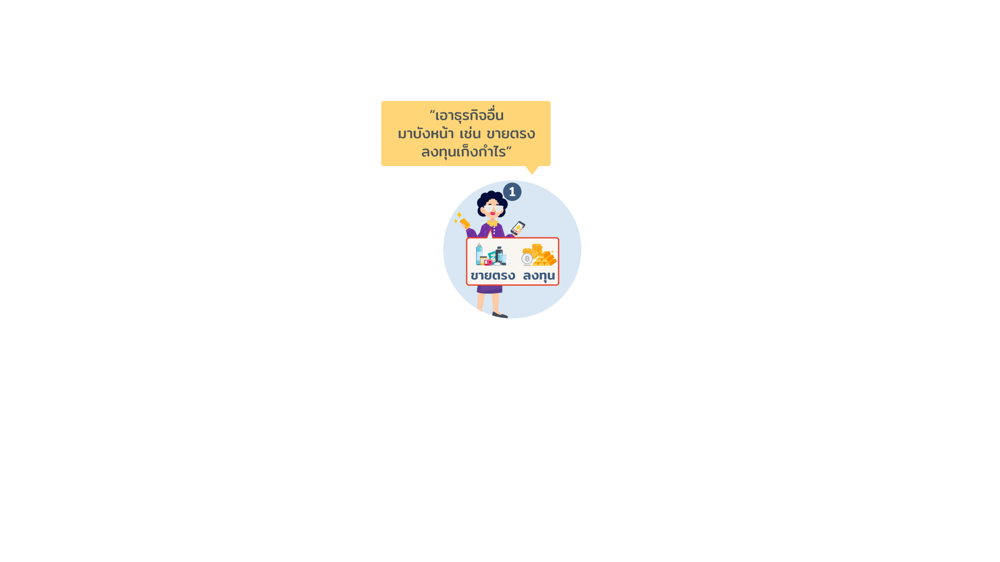 “เอาธุรกิจอื่น
มาบังหน้า เช่น ขายตรง
ลงทุนเก็งกำไร”
1
ขายตรง ลงทุน